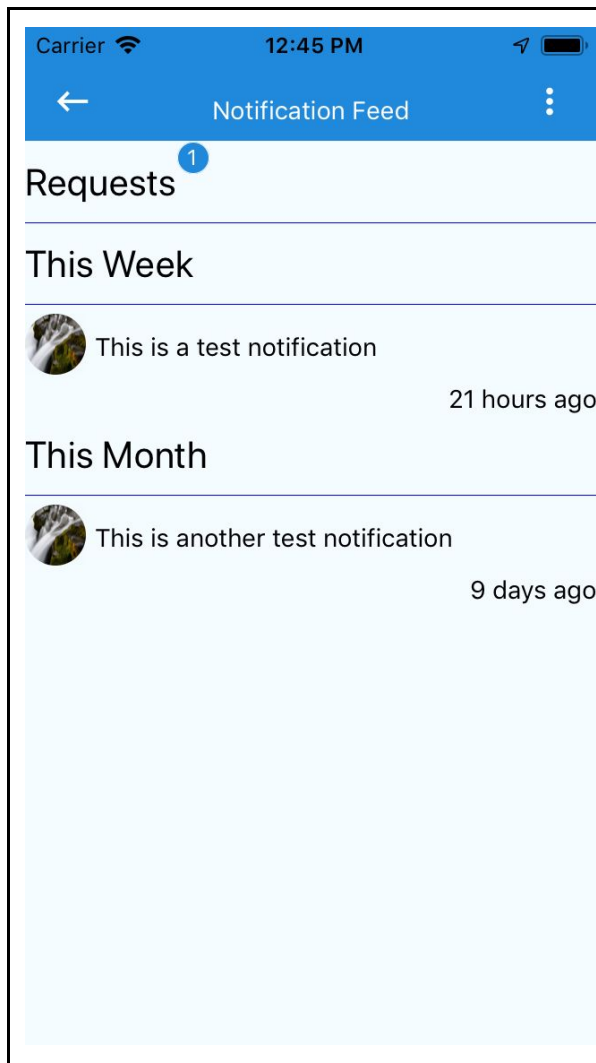 Carrier 12:45 PM
Notification Feed
Requests 1
This Week
This is a test notification
21 hours ago
This Month
This is another test notification
9 days ago